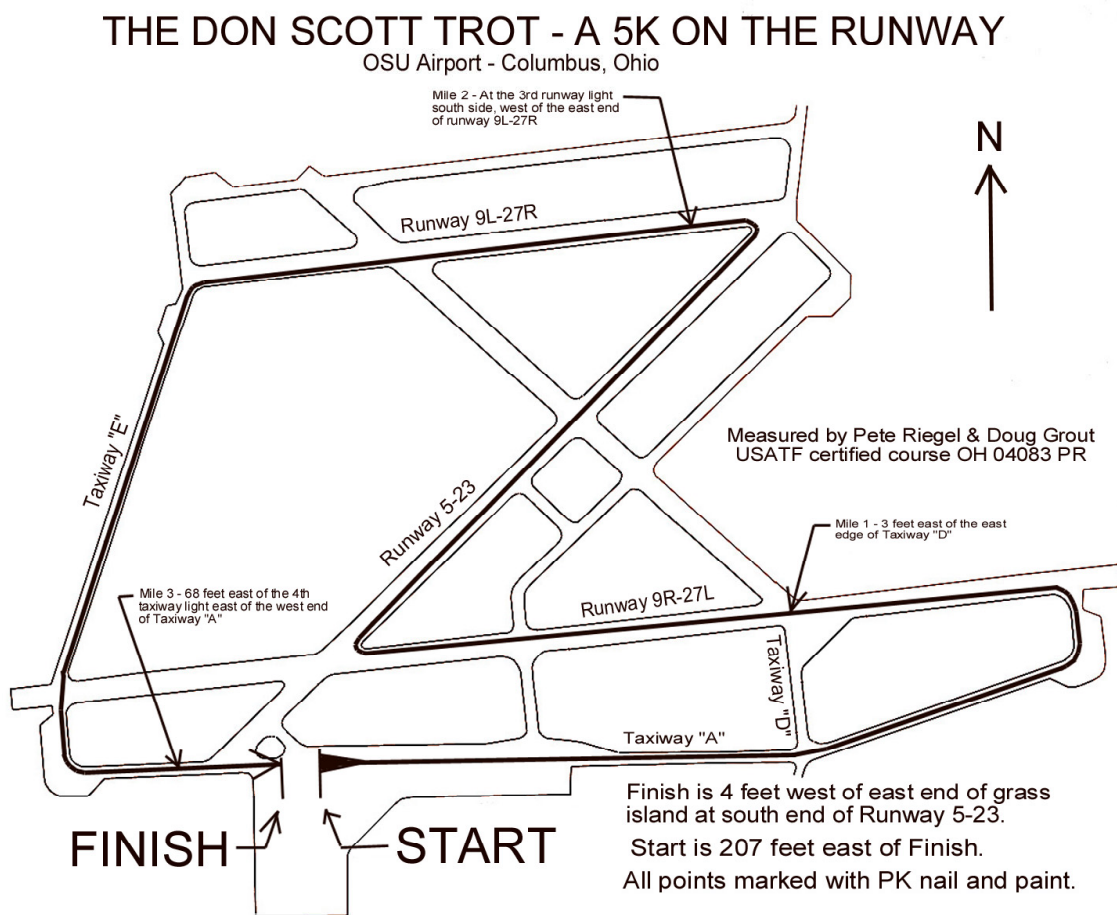 THE DON SCOTT TROT - A 5K ON THE RUNWAY
OSU Airport - Columbus, Ohio
Mile 2 - At the 3rd runway light
south side, west of the east end
of runway 9L-27R
N
Runway 9L-27R
Taxiway "E"
Measured by Pete Riegel & Doug Grout
USATF certified course OH 04083 PR
Runway 5-23
Mile 1 - 3 feet east of the east
edge of Taxiway "D"
Mile 3 - 68 feet east of the 4th
taxiway light east of the west end
of Taxiway "A"
Runway 9R-27L
Taxiway "D"
Taxiway "A"
FINISH
START
Finish is 4 feet west of east end of grass
island at south end of Runway 5-23.
Start is 207 feet east of Finish.
All points marked with PK nail and paint.